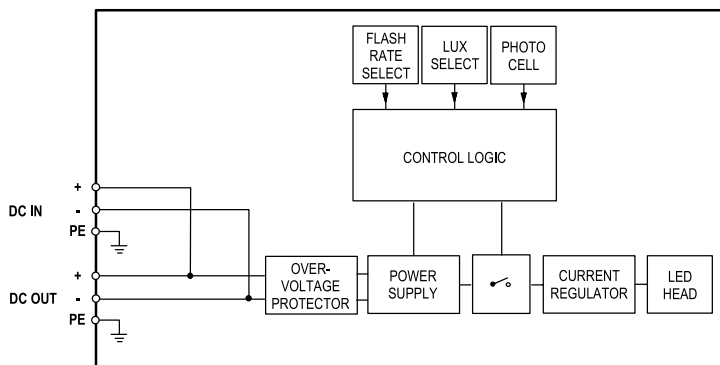 FLASH
RATE
SELECT
LUX
SELECT
PHOTO
CELL
CONTROL LOGIC
+
DC IN
-
PE
+
DC OUT
-
PE
OVER-
VOLTAGE
PROTECTOR
POWER
SUPPLY
CURRENT
REGULATOR
LED
HEAD